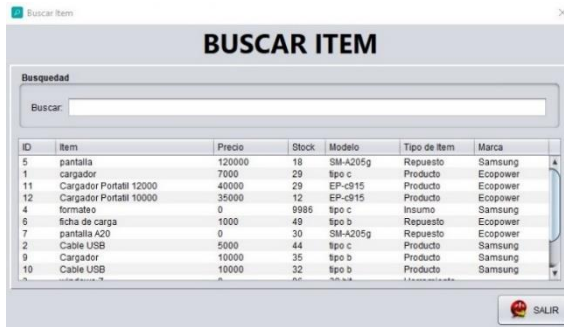 Buscar Item
BUSCAR ITEM
Busquedad
Buscar:
ID Item Precio Stock Modelo Tipo de Item Marca
5 pantalla 120000 18 SM-A205g Repuesto Samsung
1 cargador 7000 29 tipo c Producto Ecopower
11 Cargador Portatil 12000 40000 29 EP-c915 Producto Ecopower
12 Cargador Portatil 10000 35000 12 EP-c915 Producto Ecopower
4 formateo 0 9986 tipo c Insumo Samsung
6 ficha de carga 1000 49 tipo b Repuesto Samsung
7 pantalla A20 0 30 SM-A205g Repuesto Samsung
2 Cable USB 5000 44 tipo c Producto Ecopower
9 Cargador 10000 35 tipo b Producto Samsung
10 Cable USB 10000 32 tipo b Producto Samsung
SALIR